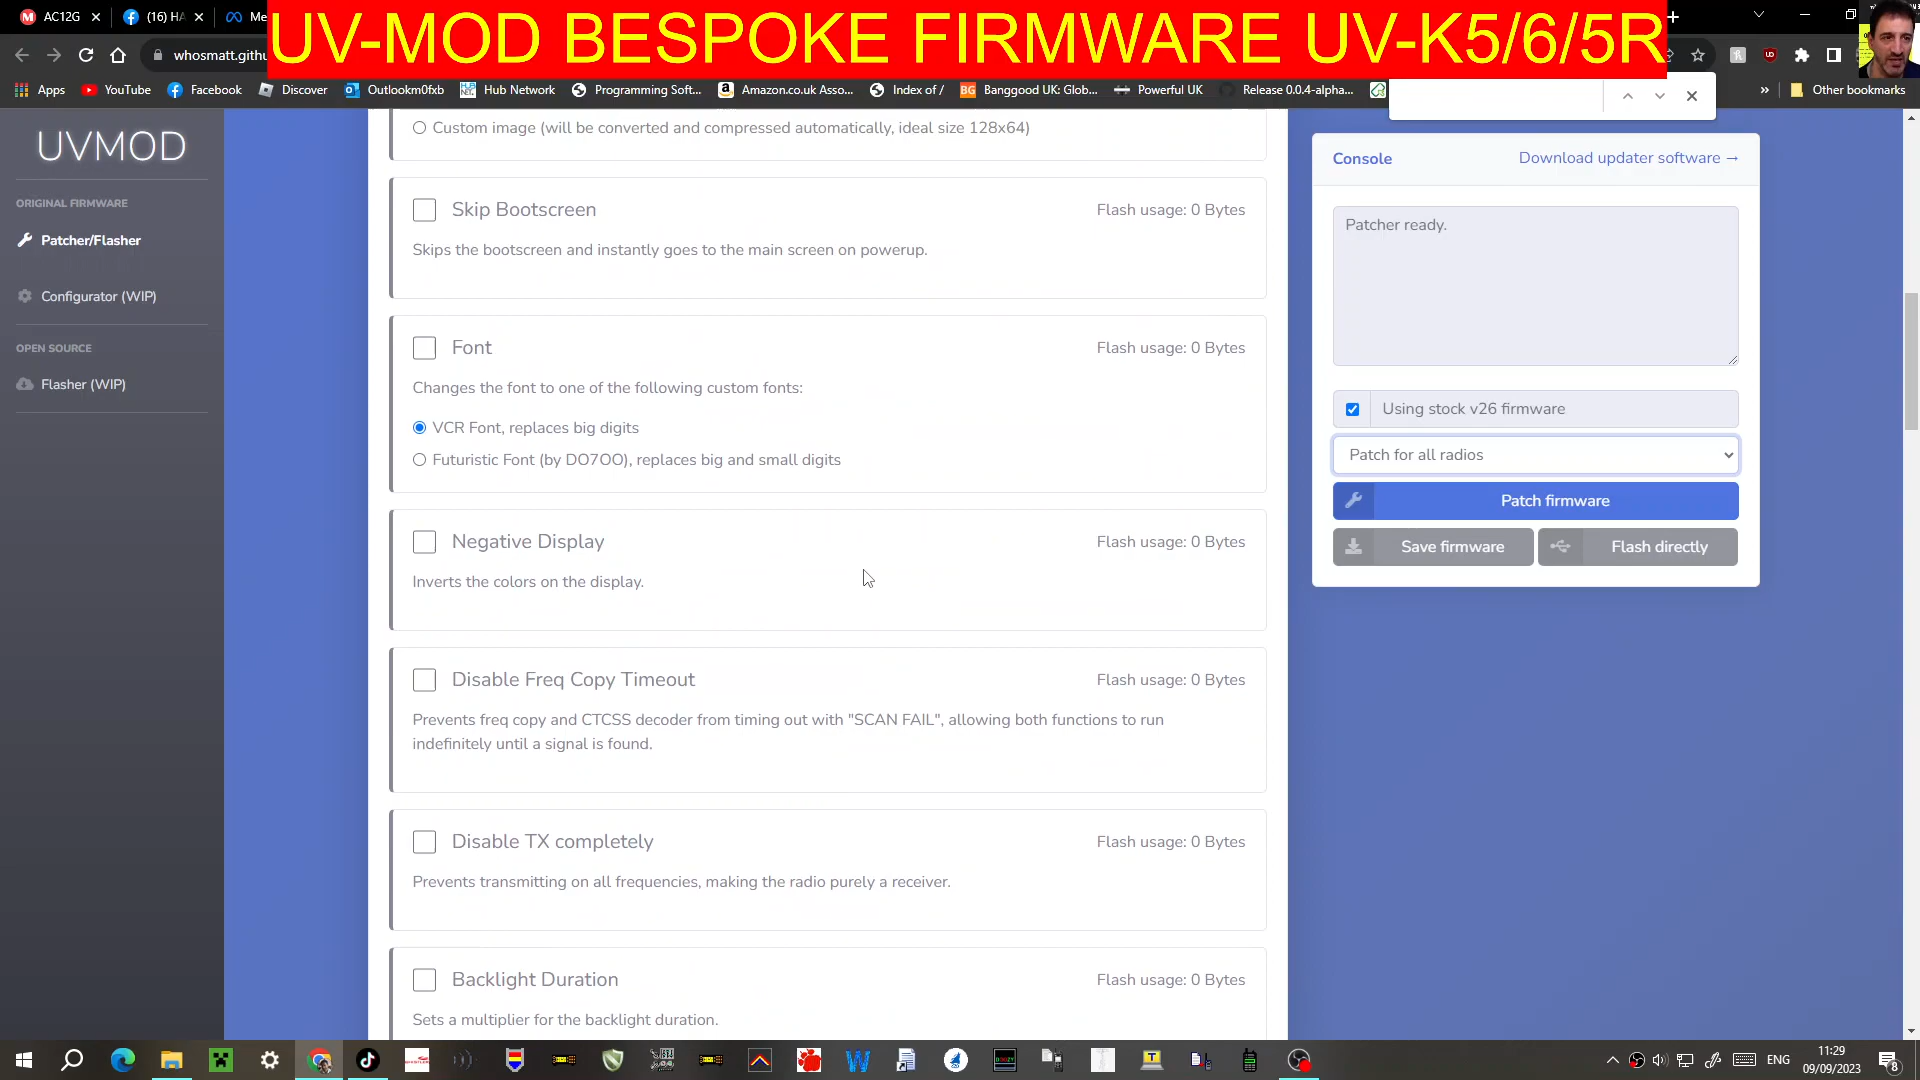 AC12G
(16) HA
Me
UV-MOD BESPOKE FIRMWARE UV-K5/6/5R
whosmatt.githu
Apps
YouTube
Facebook
Discover
Outlookm0fxb
Hub Network
Programming Soft...
Amazon.co.uk Asso...
Index of /
Banggood UK: Glob...
Powerful UK
Release 0.0.4-alpha...
»
Other bookmarks
UVMOD
ORIGINAL FIRMWARE
Patcher/Flasher
Configurator (WIP)
OPEN SOURCE
Flasher (WIP)
Custom image (will be converted and compressed automatically, ideal size 128x64)
Skip Bootscreen
Flash usage: 0 Bytes
Skips the bootscreen and instantly goes to the main screen on powerup.
Font
Flash usage: 0 Bytes
Changes the font to one of the following custom fonts:
VCR Font, replaces big digits
Futuristic Font (by DO7OO), replaces big and small digits
Negative Display
Flash usage: 0 Bytes
Inverts the colors on the display.
Disable Freq Copy Timeout
Flash usage: 0 Bytes
Prevents freq copy and CTCSS decoder from timing out with "SCAN FAIL", allowing both functions to run
indefinitely until a signal is found.
Disable TX completely
Flash usage: 0 Bytes
Prevents transmitting on all frequencies, making the radio purely a receiver.
Backlight Duration
Flash usage: 0 Bytes
Sets a multiplier for the backlight duration.
Console
Download updater software →
Patcher ready.
Using stock v26 firmware
Patch for all radios
Patch firmware
Save firmware
Flash directly
ENG
11:29
09/09/2023
8